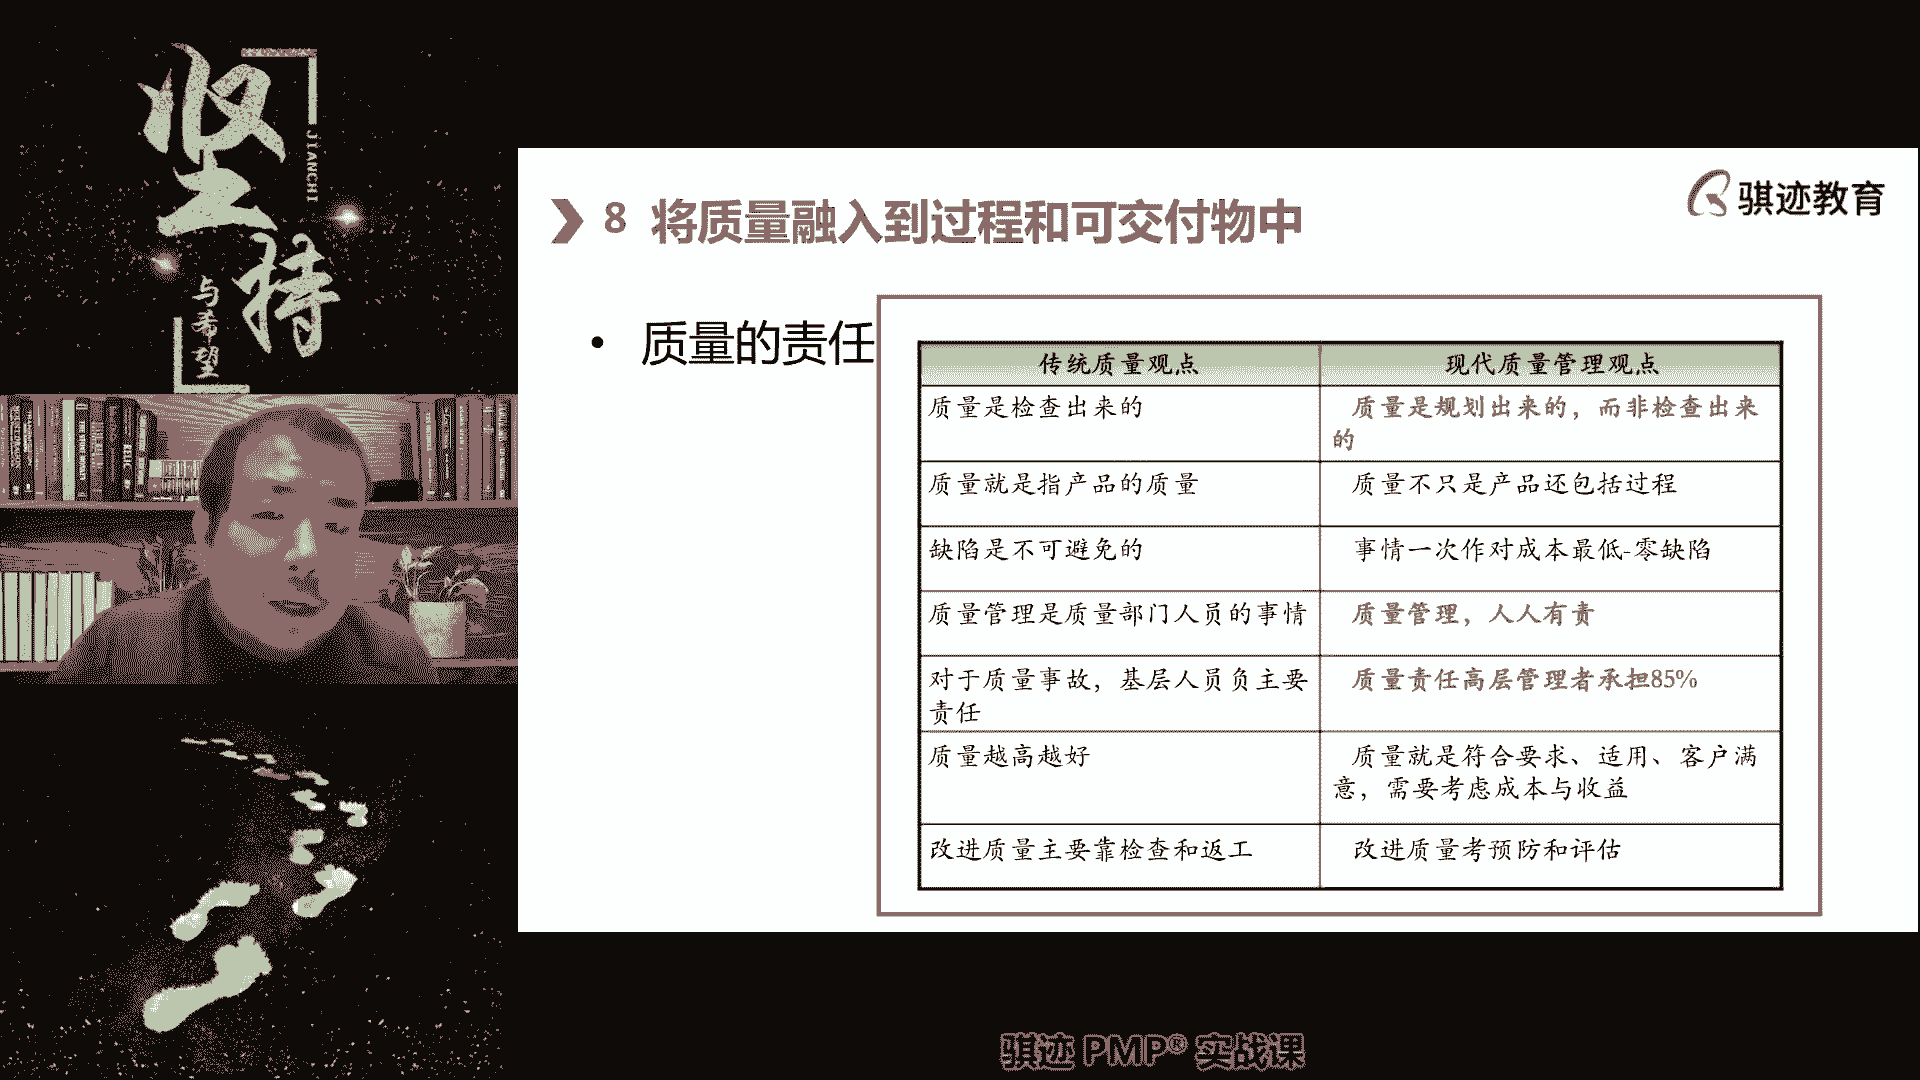 坚持
JIANCHI
与希望
骐迹教育
8 将质量融入到过程和可交付物中
• 质量的责任
传统质量观点
现代质量管理观点
质量是检查出来的
质量是规划出来的，而非检查出来
的
质量就是指产品的质量
质量不只是产品还包括过程
缺陷是不可避免的
事情一次作对成本最低-零缺陷
质量管理是质量部门人员的事情
质量管理，人人有责
对于质量事故，基层人员负主要
责任
质量责任高层管理者承担85%
质量越高越好
质量就是符合要求、适用、客户满
意，需要考虑成本与收益
改进质量主要靠检查和返工
改进质量考预防和评估
骐迹 PMP® 实战课